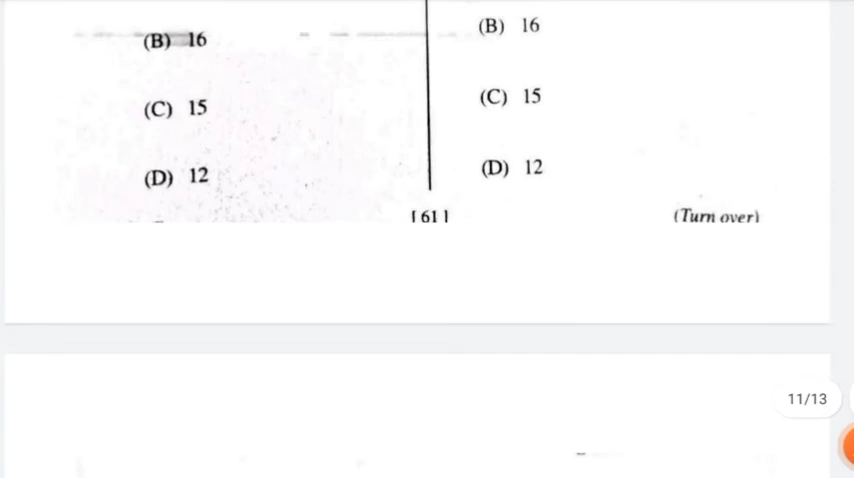 (B) 16
(C) 15
(D) 12
(B) 16
(C) 15
(D) 12
[ 61 ]
(Turn over)
11/13